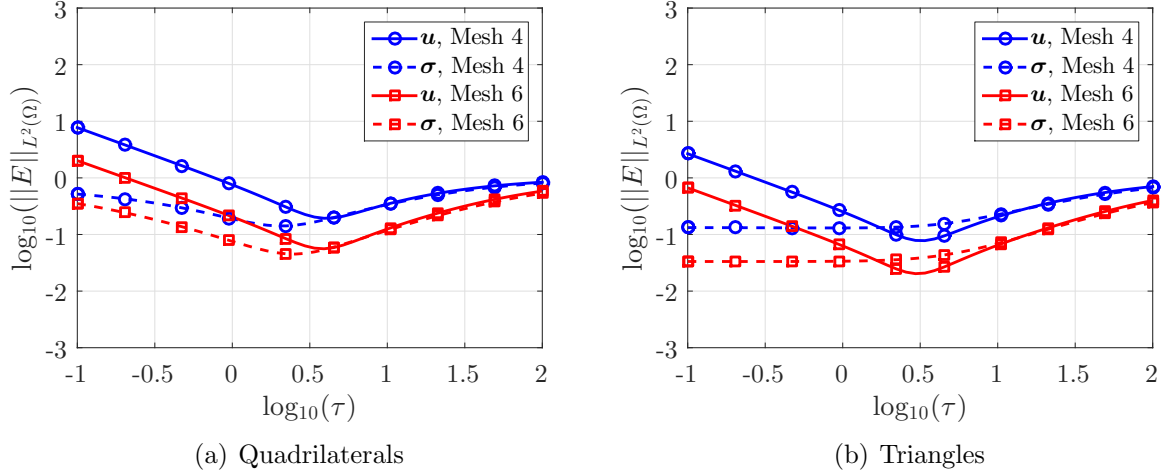 3
2
1
0
-1
-2
-3
log10(||E||L2(Ω))
-1 -0.5 0 0.5 1 1.5 2
log10(τ)
u, Mesh 4
σ, Mesh 4
u, Mesh 6
σ, Mesh 6
(a) Quadrilaterals
3
2
1
0
-1
-2
-3
log10(||E||L2(Ω))
-1 -0.5 0 0.5 1 1.5 2
log10(τ)
u, Mesh 4
σ, Mesh 4
u, Mesh 6
σ, Mesh 6
(b) Triangles